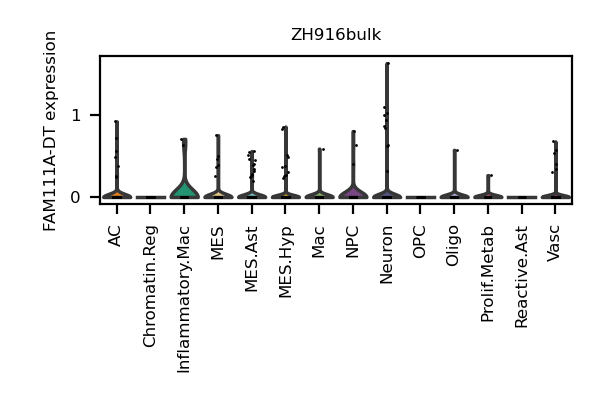 ZH916bulk
FAM111A-DT expression
1
0
AC
Chromatin.Reg
Inflammatory.Mac
MES
MES.Ast
MES.Hyp
Mac
NPC
Neuron
OPC
Oligo
Prolif.Metab
Reactive.Ast
Vasc